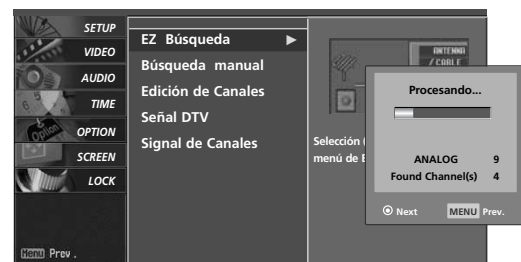 SETUP
VIDEO
AUDIO
TIME
OPTION
SCREEN
LOCK
Menu Prev.
EZ Búsqueda ▶
Búsqueda manual
Edición de Canales
Señal DTV
Signal de Canales
ANTENNA
/ CABLE
Selección
menú de
Procesando...
ANALOG 9
Found Channel(s) 4
Next MENU Prev.